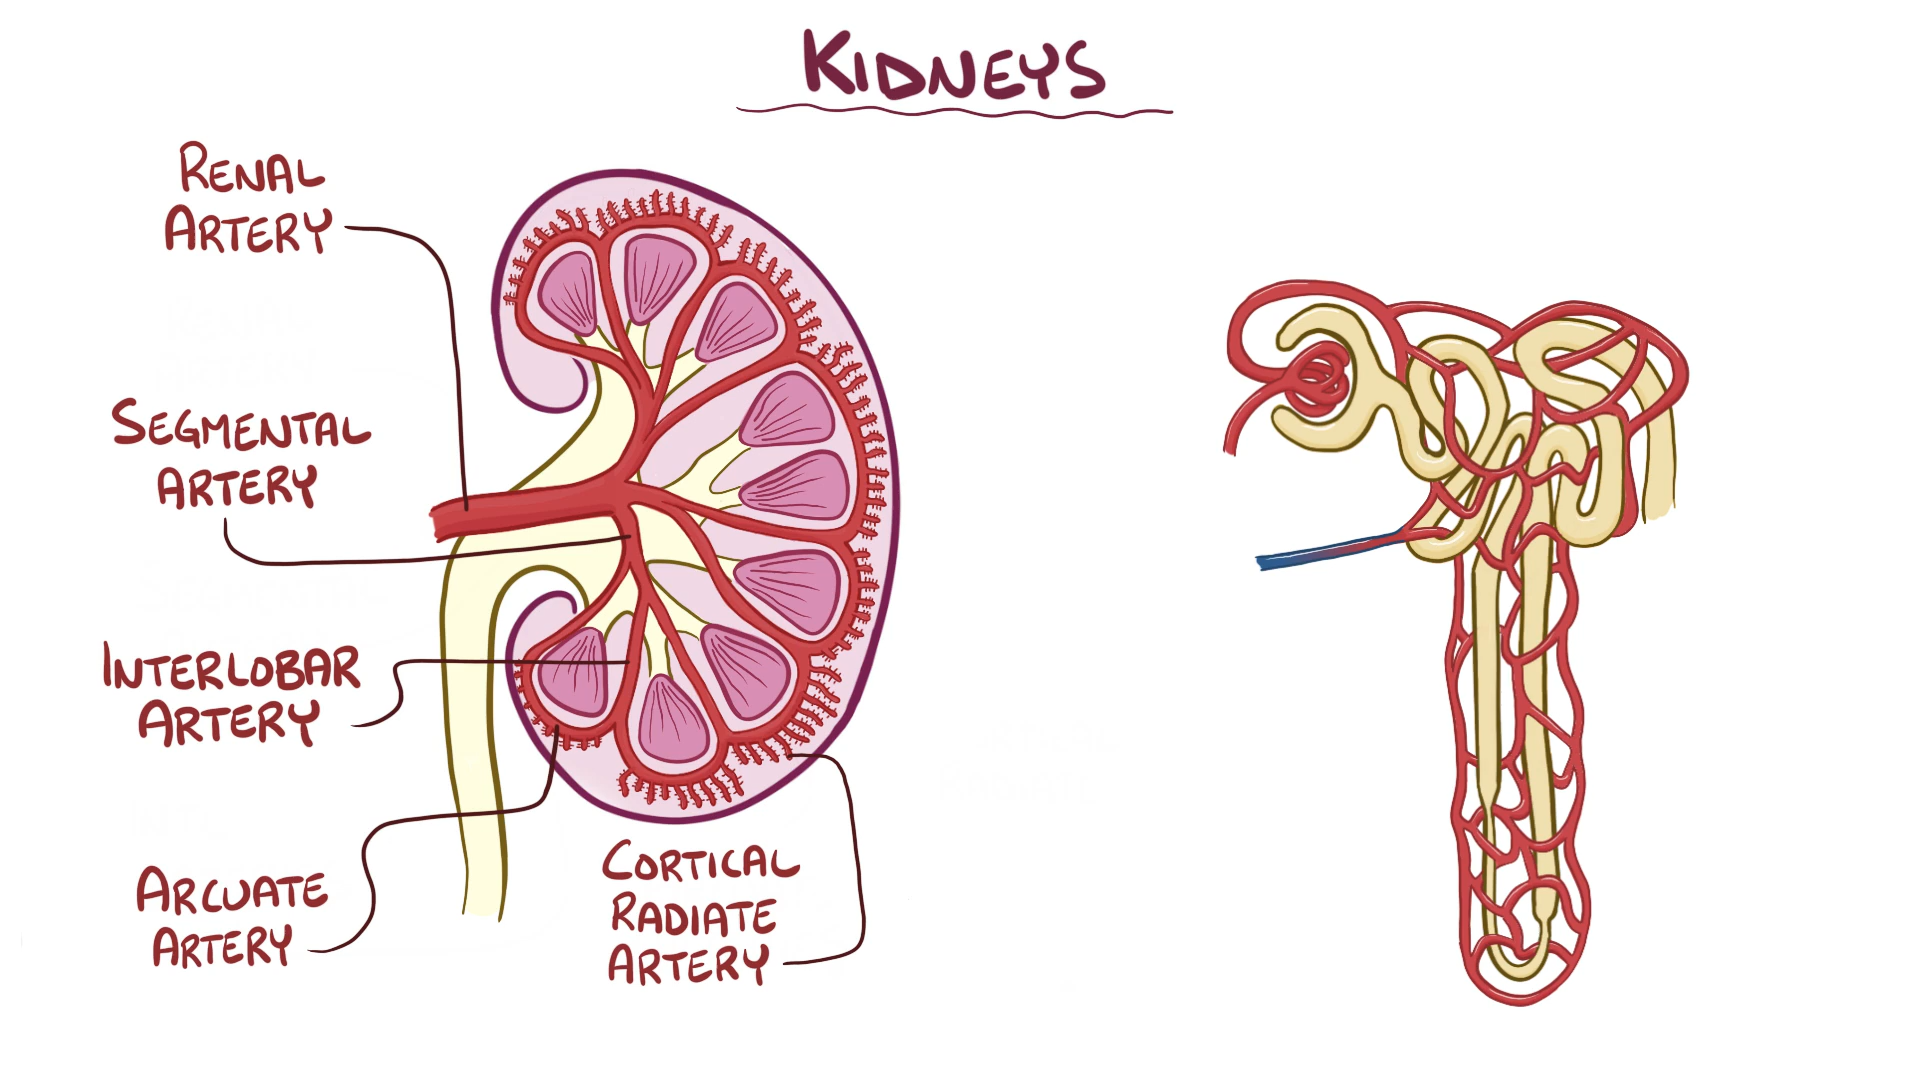 KIDNEYS
RENAL
ARTERY
SEGMENTAL
ARTERY
INTERLOBAR
ARTERY
ARCUATE
ARTERY
CORTICAL
RADIATE
ARTERY